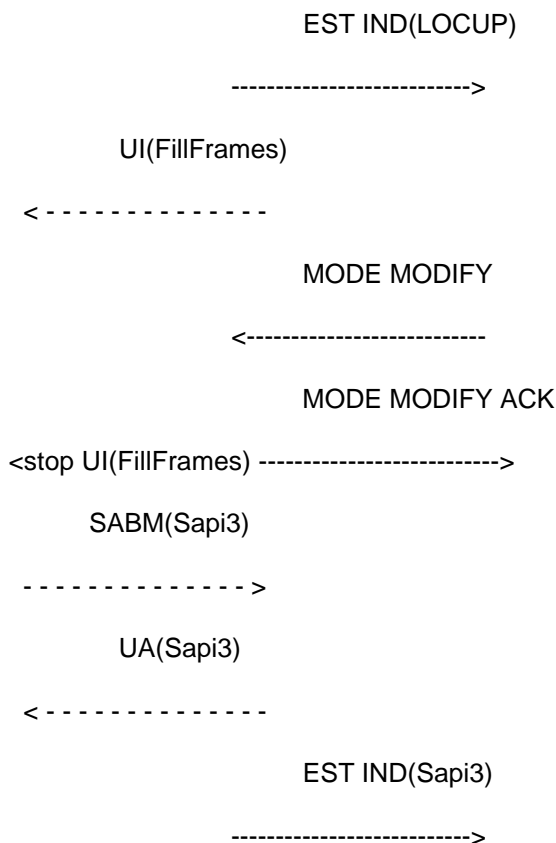 EST IND(LOCUP)
--------------------------->
UI(FillFrames)
< - - - - - - - - - - - - - -
MODE MODIFY
<---------------------------
MODE MODIFY ACK
<stop UI(FillFrames) --------------------------->
SABM(Sapi3)
- - - - - - - - - - - - - - >
UA(Sapi3)
< - - - - - - - - - - - - - -
EST IND(Sapi3)
--------------------------->